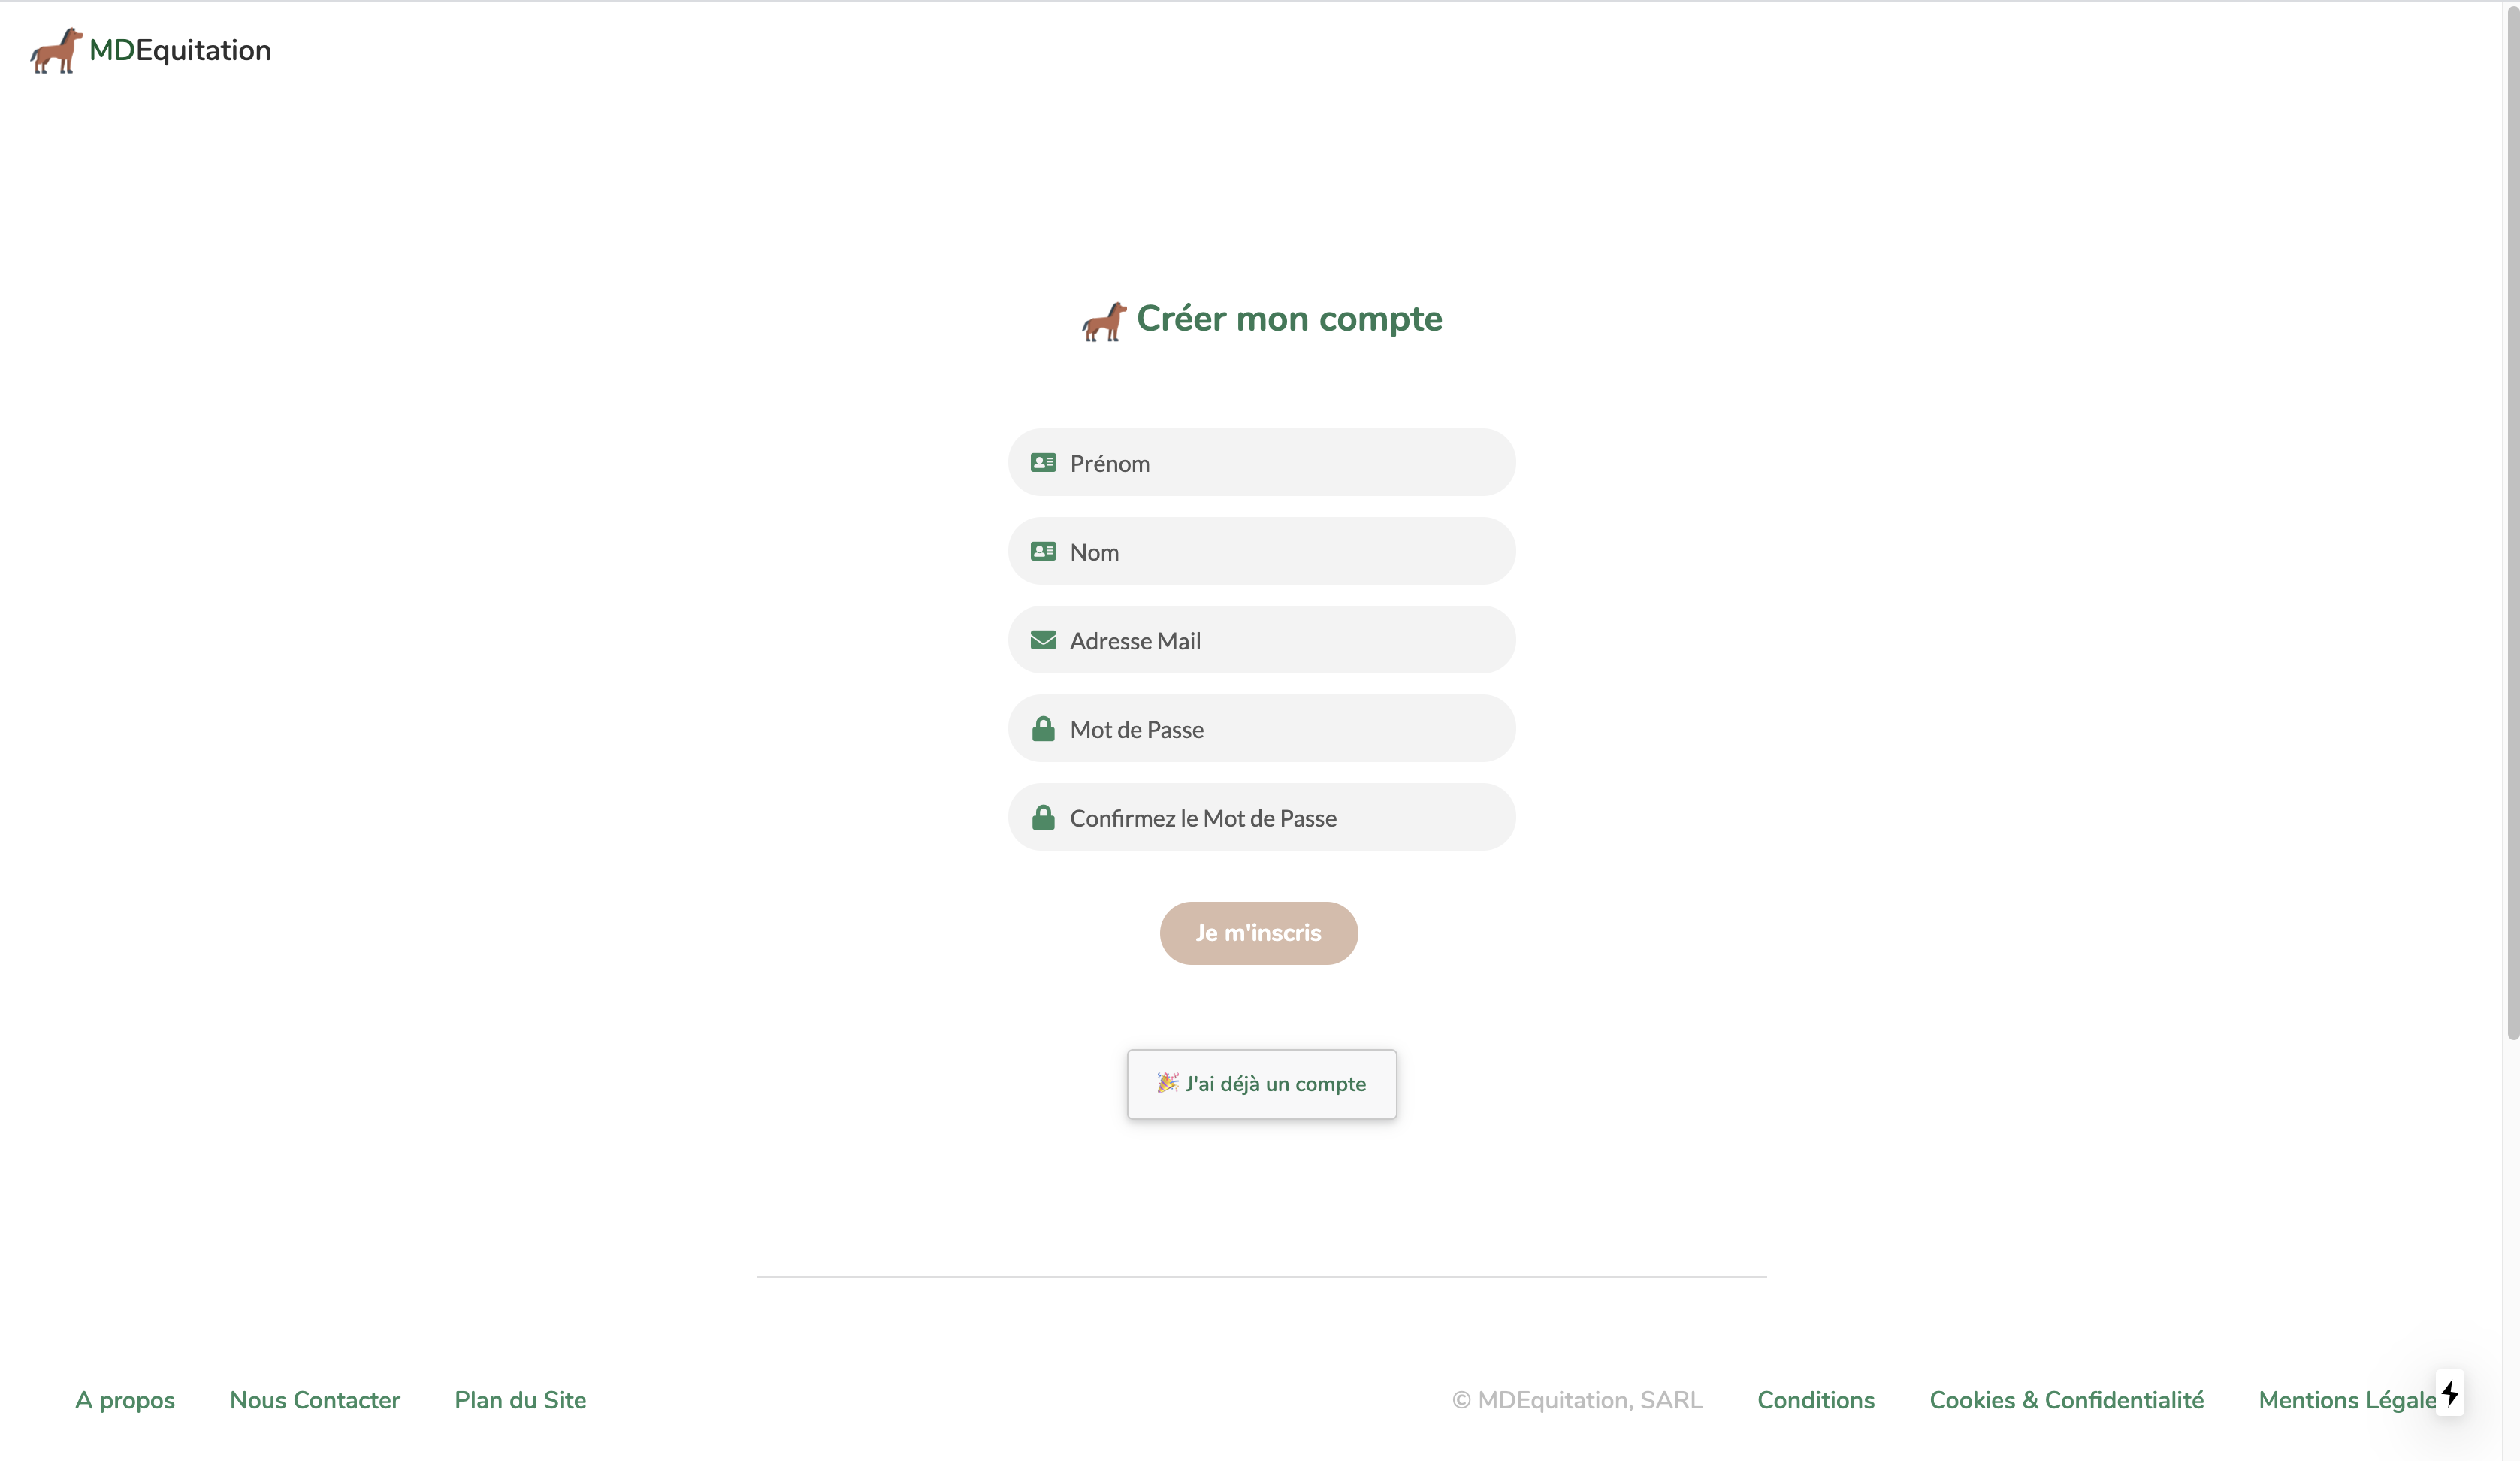 MDEquitation
Créer mon compte
Prénom
Nom
Adresse Mail
Mot de Passe
Confirmez le Mot de Passe
Je m'inscris
J'ai déjà un compte
A propos Nous Contacter Plan du Site © MDEquitation, SARL Conditions Cookies & Confidentialité Mentions Légale